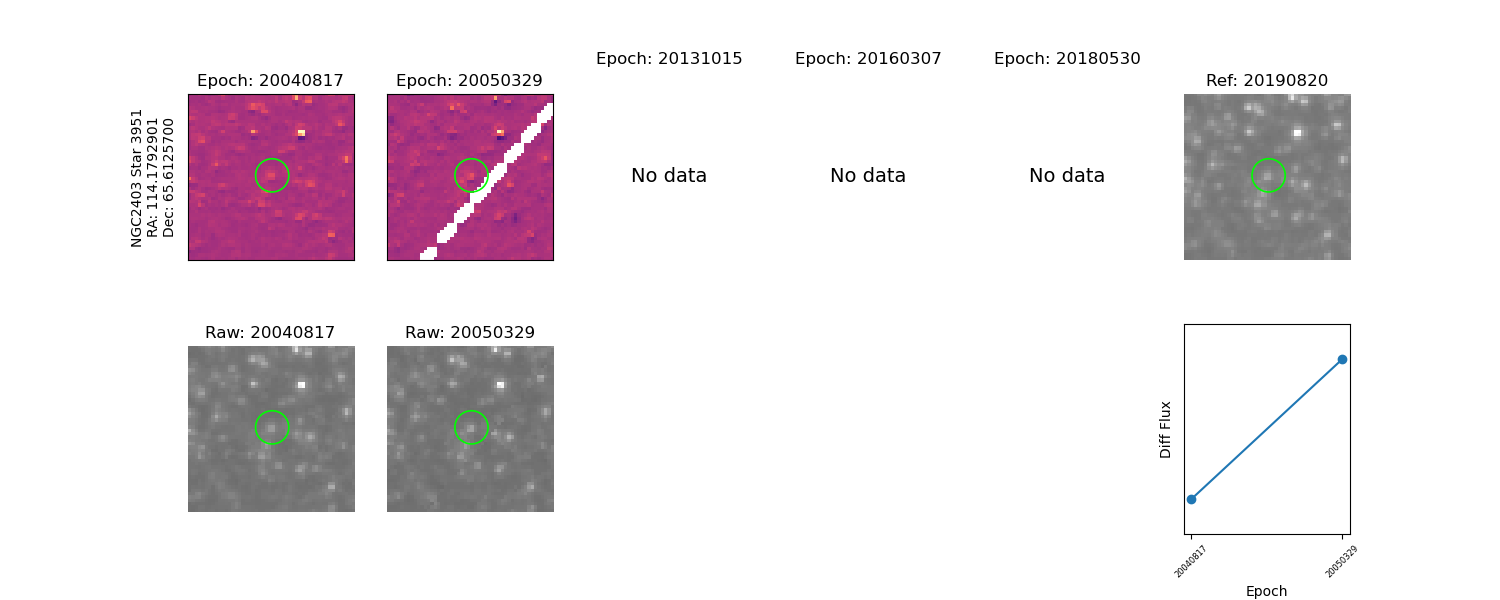 Epoch: 20040817
Epoch: 20050329
Epoch: 20131015
Epoch: 20160307
Epoch: 20180530
Ref: 20190820
NGC2403 Star 3951
RA: 114.1792901
Dec: 65.6125700
No data
No data
No data
Raw: 20040817
Raw: 20050329
Diff Flux
20040817
20050329
Epoch